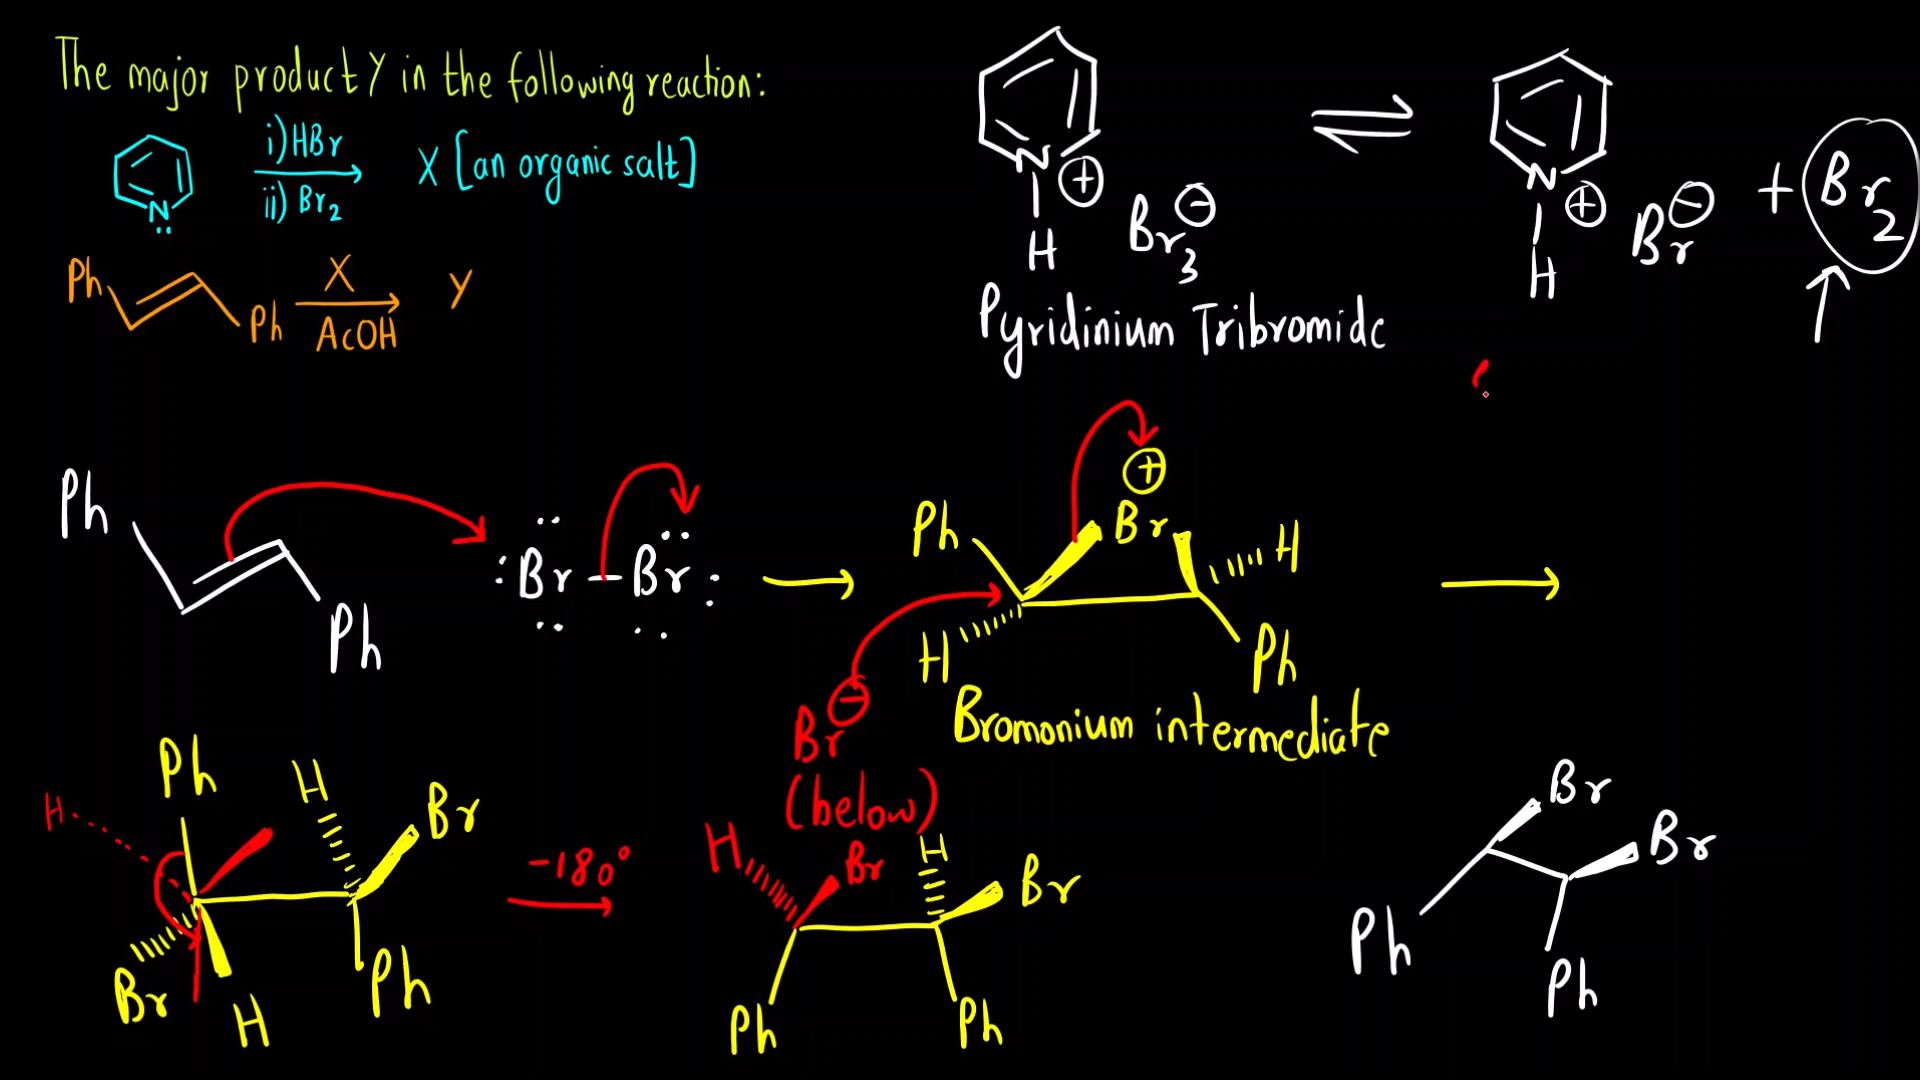 The major product Y in the following reaction:
i) HBr
ii) Br2
X [an organic salt]
N
Ph
Ph
X
AcOH
Y
N ⊕
H
Br3 ⊖
Pyridinium Tribromide
⇌
N ⊕
H
Br ⊖
+ Br2
Ph
Ph
:Br – Br:
Ph
Br ⊕
H
H
Ph
Bromonium intermediate
Br ⊖
(below)
Ph
H
Br
H
Br
H
Ph
-180°
H
Br
H
Br
Ph
Ph
Br
Br
Ph
Ph